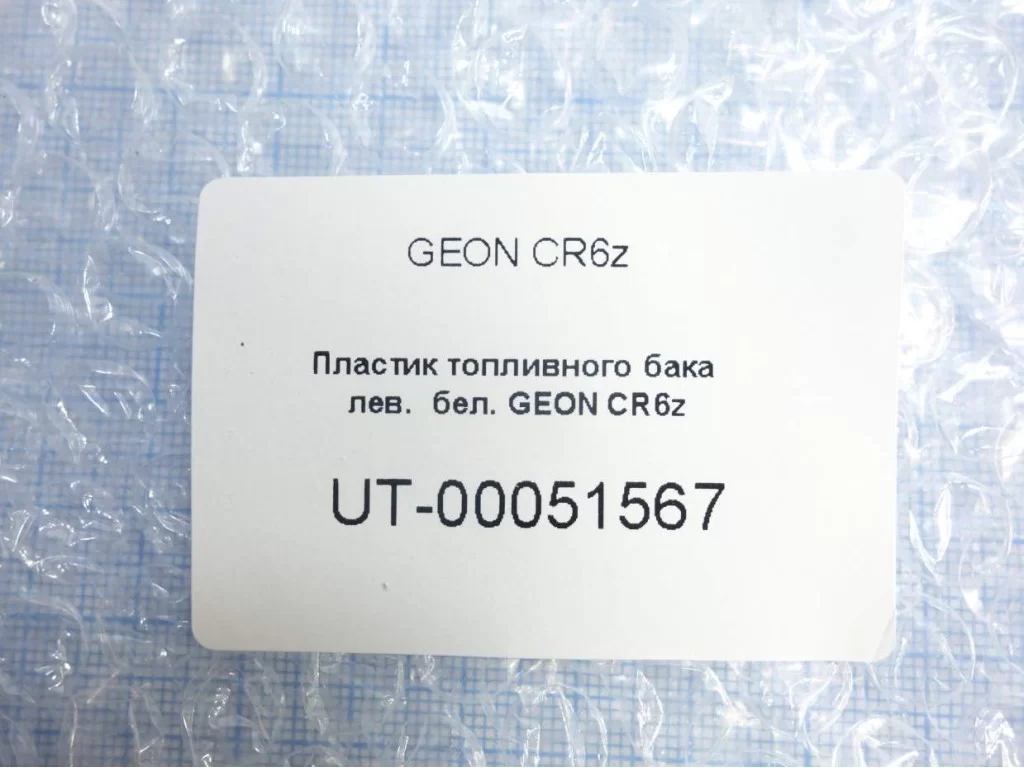 GEON CR6z
Пластик топливного бака
лев. бел. GEON CR6z
UT-00051567